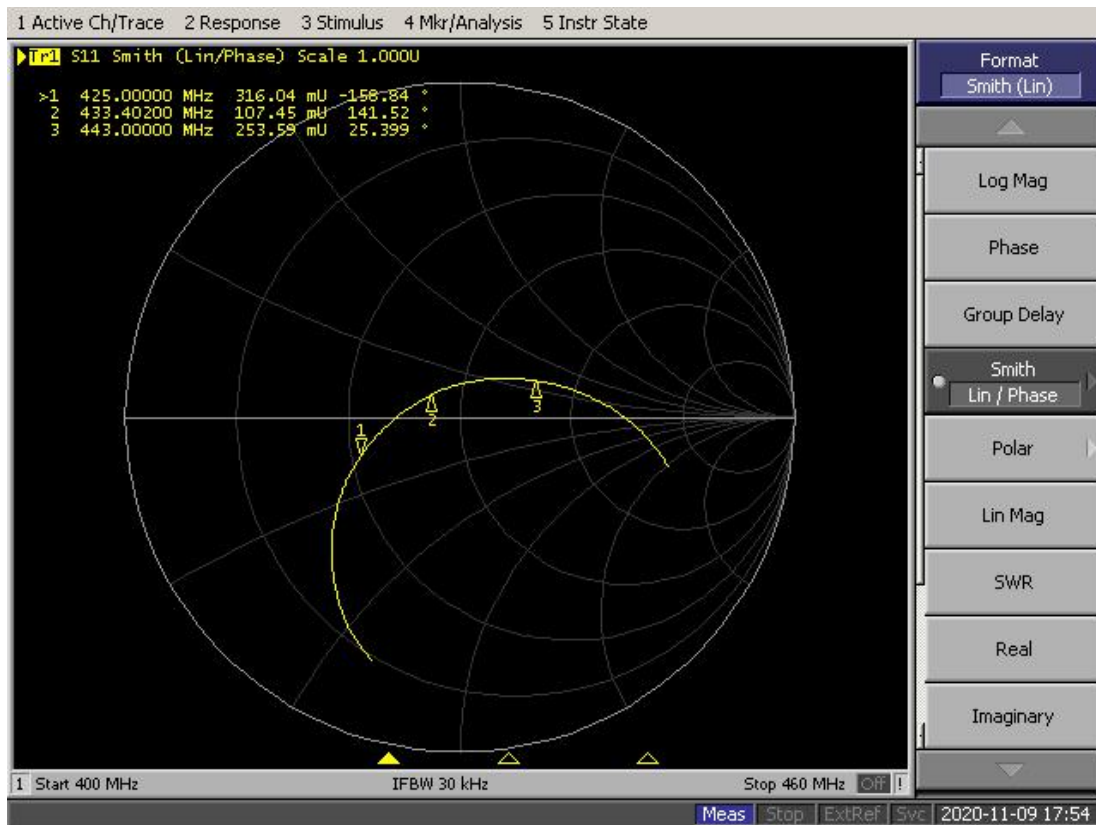 1 Active Ch/Trace 2 Response 3 Stimulus 4 Mkr/Analysis 5 Instr State
Tr1 S11 Smith (Lin/Phase) Scale 1.000U
>1 425.00000 MHz 316.04 mU -158.84 °
2 433.40200 MHz 107.45 mU 141.52 °
3 443.00000 MHz 253.59 mU 25.399 °
1
2
3
1 Start 400 MHz IFBW 30 kHz Stop 460 MHz Off !
Format
Smith (Lin)
Log Mag
Phase
Group Delay
Smith
Lin / Phase
Polar
Lin Mag
SWR
Real
Imaginary
Meas Stop ExtRef Svc 2020-11-09 17:54